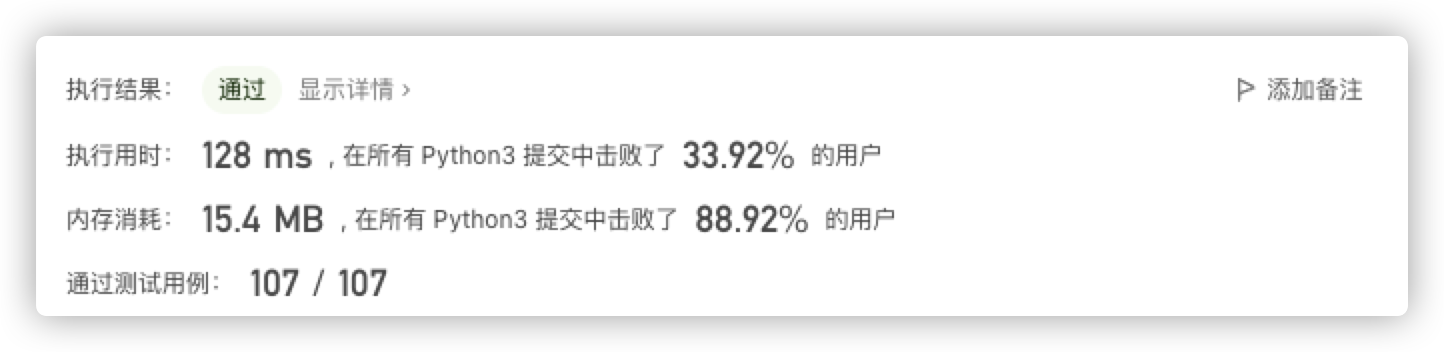 执行结果： 通过 显示详情 › 添加备注
执行用时： 128 ms , 在所有 Python3 提交中击败了 33.92% 的用户
内存消耗： 15.4 MB , 在所有 Python3 提交中击败了 88.92% 的用户
通过测试用例： 107 / 107